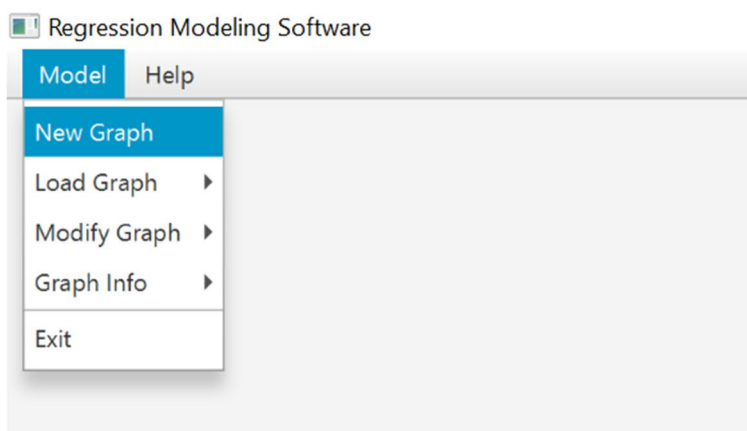 Regression Modeling Software
Model Help
New Graph
Load Graph
Modify Graph
Graph Info
Exit